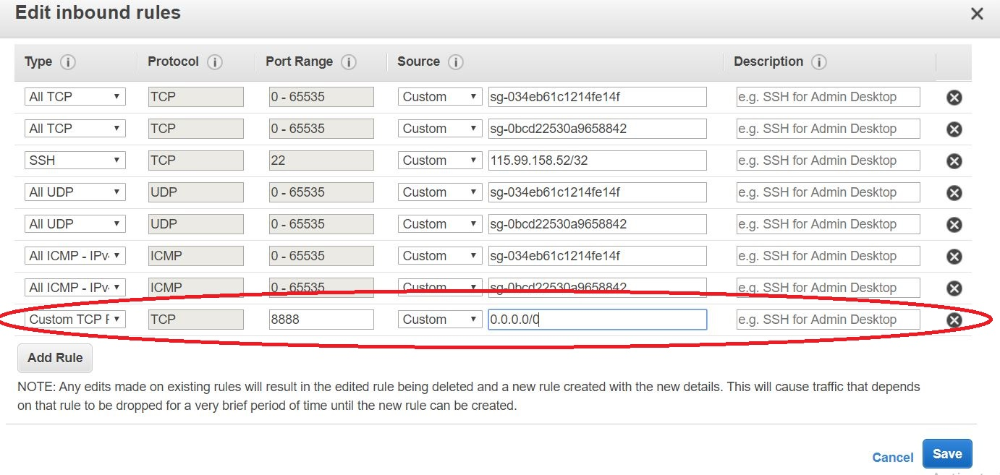 Edit inbound rules
Type Protocol Port Range Source Description
All TCP TCP 0 - 65535 Custom sg-034eb61c1214fe14f e.g. SSH for Admin Desktop
All TCP TCP 0 - 65535 Custom sg-0bcd22530a9658842 e.g. SSH for Admin Desktop
SSH TCP 22 Custom 115.99.158.52/32 e.g. SSH for Admin Desktop
All UDP UDP 0 - 65535 Custom sg-034eb61c1214fe14f e.g. SSH for Admin Desktop
All UDP UDP 0 - 65535 Custom sg-0bcd22530a9658842 e.g. SSH for Admin Desktop
All ICMP - IPv ICMP 0 - 65535 Custom sg-034eb61c1214fe14f e.g. SSH for Admin Desktop
All ICMP - IPv ICMP 0 - 65535 Custom sg-0bcd22530a9658842 e.g. SSH for Admin Desktop
Custom TCP TCP 8888 Custom 0.0.0.0/0 e.g. SSH for Admin Desktop
Add Rule
NOTE: Any edits made on existing rules will result in the edited rule being deleted and a new rule created with the new details. This will cause traffic that depends
on that rule to be dropped for a very brief period of time until the new rule can be created.
Cancel Save